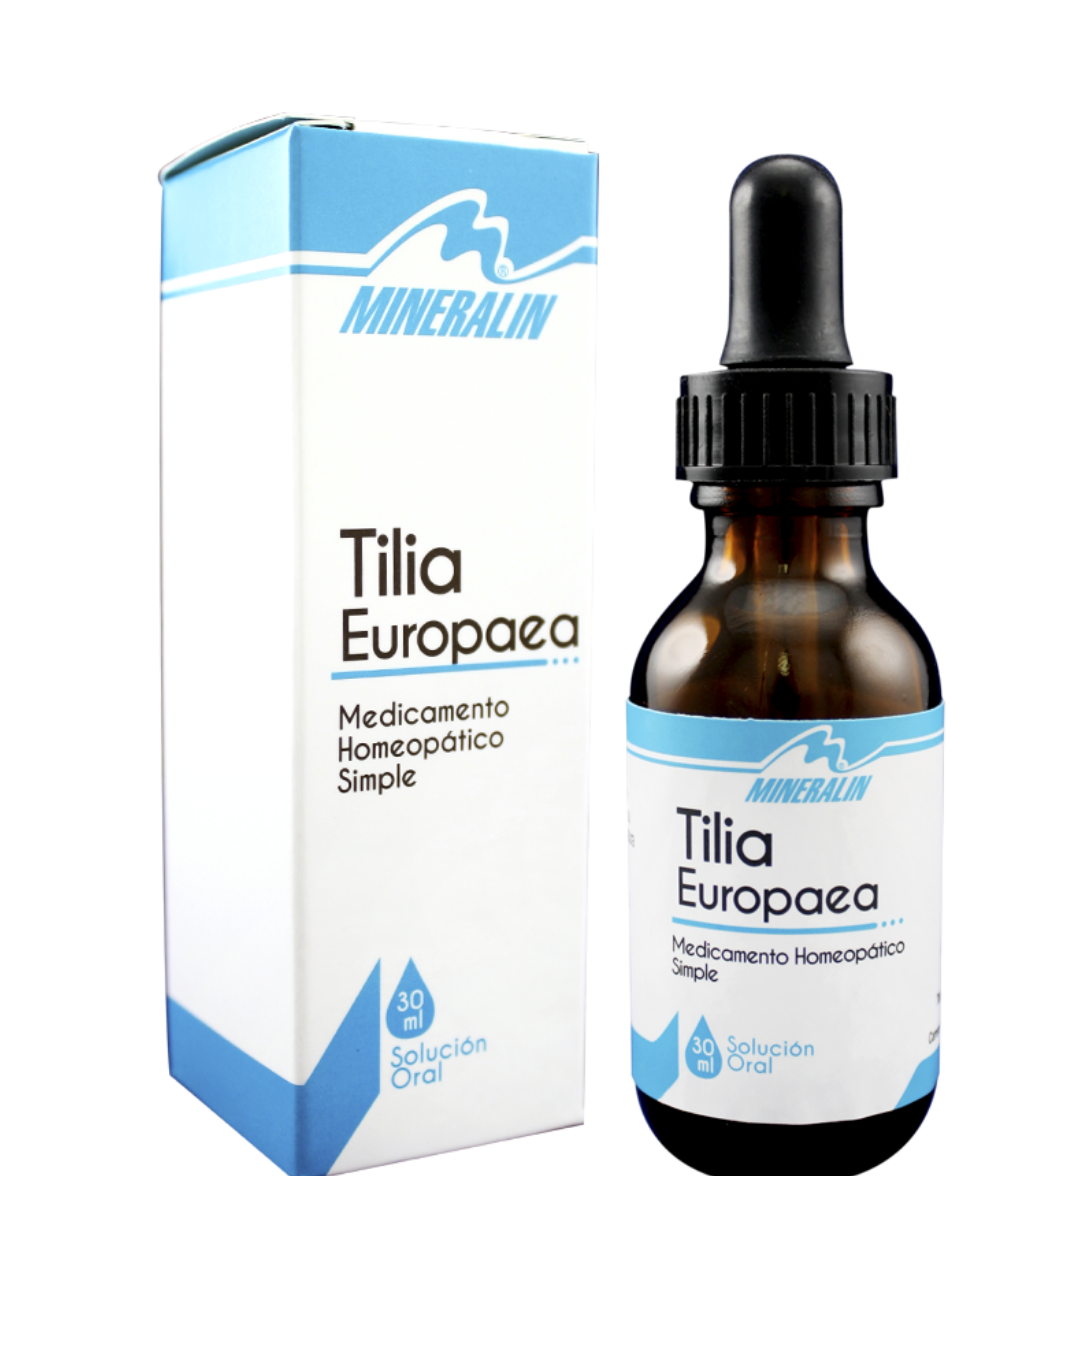 MINERALIN
Tilia
Europaea
Medicamento
Homeopático
Simple
30
ml
Solución
Oral
MINERALIN
Tilia
Europaea
Medicamento Homeopático
Simple
30
ml
Solución
Oral